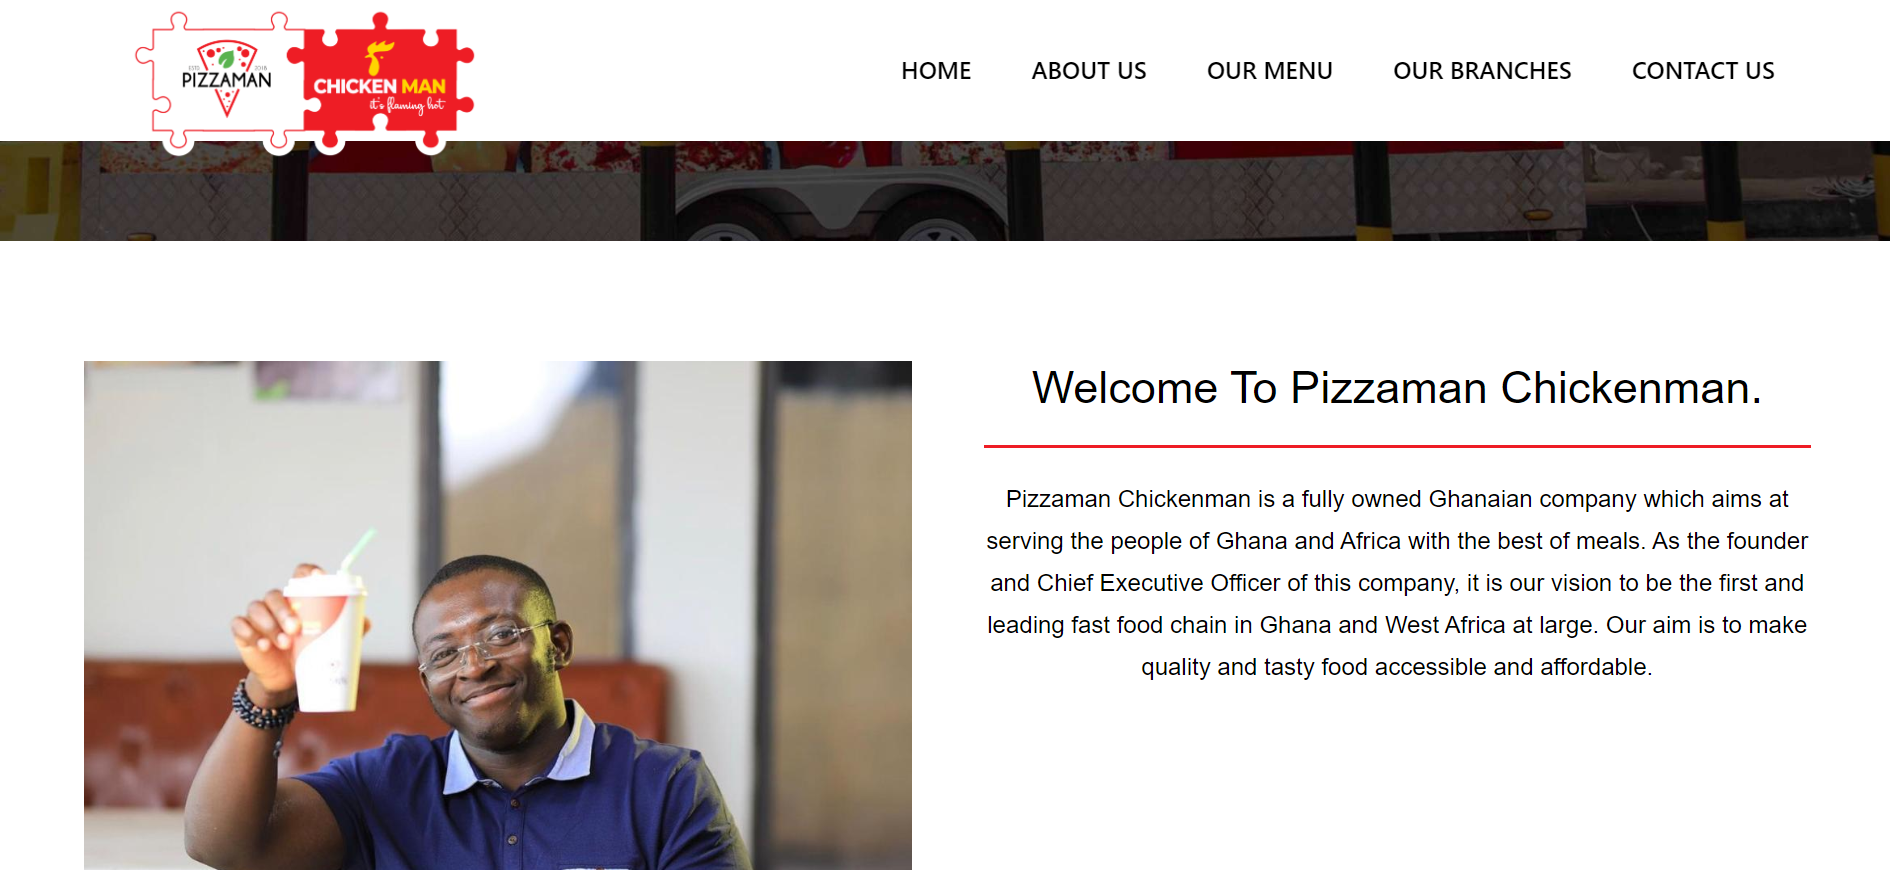 ESTD 2016
PIZZAMAN
CHICKEN MAN
it's flaming hot
HOME
ABOUT US
OUR MENU
OUR BRANCHES
CONTACT US
Welcome To Pizzaman Chickenman.
Pizzaman Chickenman is a fully owned Ghanaian company which aims at
serving the people of Ghana and Africa with the best of meals. As the founder
and Chief Executive Officer of this company, it is our vision to be the first and
leading fast food chain in Ghana and West Africa at large. Our aim is to make
quality and tasty food accessible and affordable.